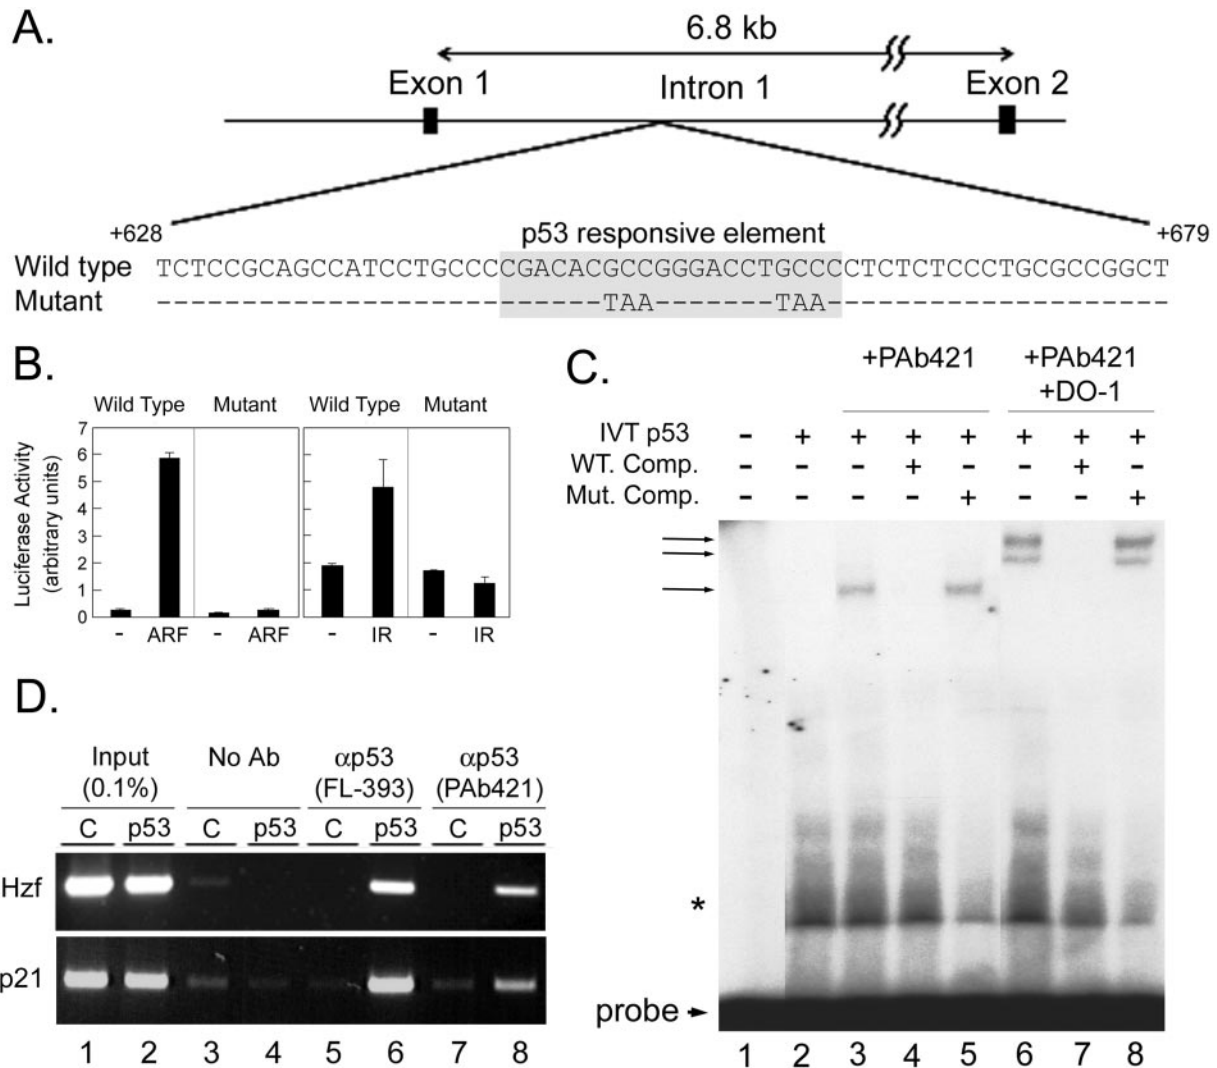 A.
6.8 kb
Exon 1
Intron 1
Exon 2
+628
p53 responsive element
+679
Wild type TCTCCGCAGCCATCCTGCCCCGACACGCCGGGACCTGCCCCTCTCTCCCTGCGCCGGCT
Mutant --------------------------TAA-------TAA--------------------
B.
Wild Type Mutant Wild Type Mutant
Luciferase Activity
(arbitrary units)
7
6
5
4
3
2
1
0
- ARF - ARF - IR - IR
C.
+PAb421
+PAb421
+DO-1
IVT p53 - + + + + + + +
WT. Comp. - - - + - - + -
Mut. Comp. - - - - + - - +
*
probe
1 2 3 4 5 6 7 8
D.
Input
(0.1%)
No Ab
αp53
(FL-393)
αp53
(PAb421)
C p53 C p53 C p53 C p53
Hzf
p21
1 2 3 4 5 6 7 8